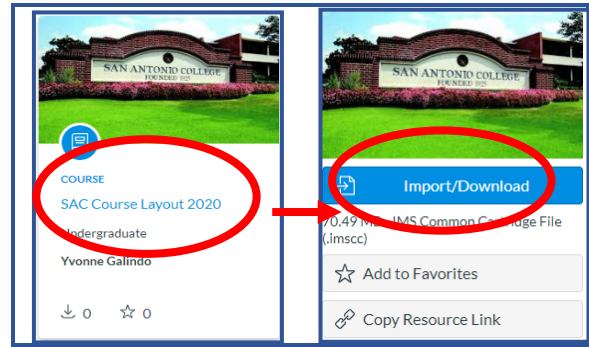 SAN ANTONIO COLLEGE
FOUNDED 1925
COURSE
SAC Course Layout 2020
Undergraduate
Yvonne Galindo
0 0
SAN ANTONIO COLLEGE
FOUNDED 1925
Import/Download
70.49 MB IMS Common Cartridge File
(.imscc)
Add to Favorites
Copy Resource Link